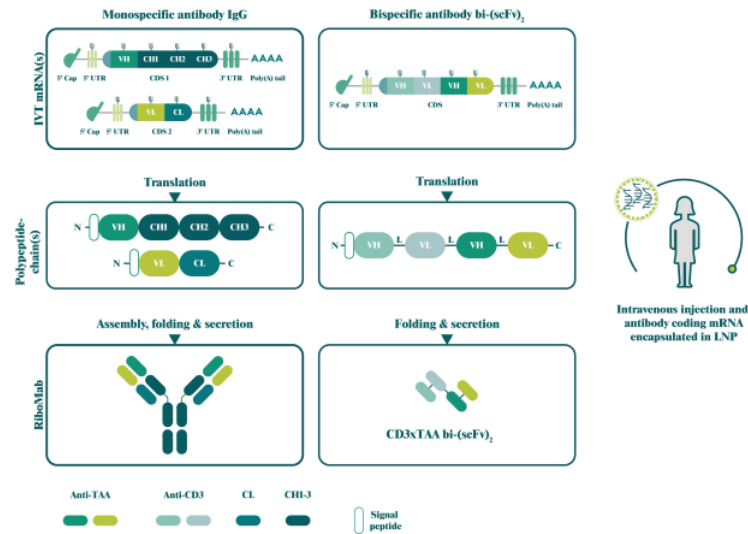 Monospecific antibody IgG
Bispecific antibody bi-(scFv)2
IVT mRNA(s)
VH CH1 CH2 CH3
AAAA
5' Cap 5' UTR CDS 1 3' UTR Poly(A) tail
VL CL
AAAA
5' Cap 5' UTR CDS 2 3' UTR Poly(A) tail
VH VL VH VL
AAAA
5' Cap 5' UTR CDS 3' UTR Poly(A) tail
Translation
Translation
Polypeptide-
chain(s)
N VH CH1 CH2 CH3 C
N VL CL C
N VH L VL L VH L VL C
Intravenous injection and
antibody coding mRNA
encapsulated in LNP
Assembly, folding & secretion
Folding & secretion
RiboMab
CD3xTAA bi-(scFv)2
Anti-TAA Anti-CD3 CL CH1-3
Signal
peptide